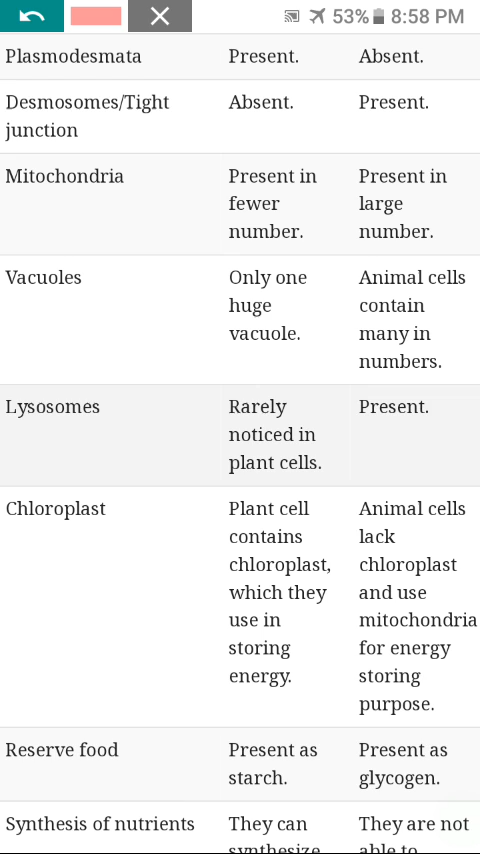 53% 8:58 PM
Plasmodesmata Present. Absent.
Desmosomes/Tight Absent. Present.
junction
Mitochondria Present in Present in
fewer large
number. number.
Vacuoles Only one Animal cells
huge contain
vacuole. many in
numbers.
Lysosomes Rarely Present.
noticed in
plant cells.
Chloroplast Plant cell Animal cells
contains lack
chloroplast, chloroplast
which they and use
use in mitochondria
storing for energy
energy. storing
purpose.
Reserve food Present as Present as
starch. glycogen.
Synthesis of nutrients They can They are not
synthesize able to